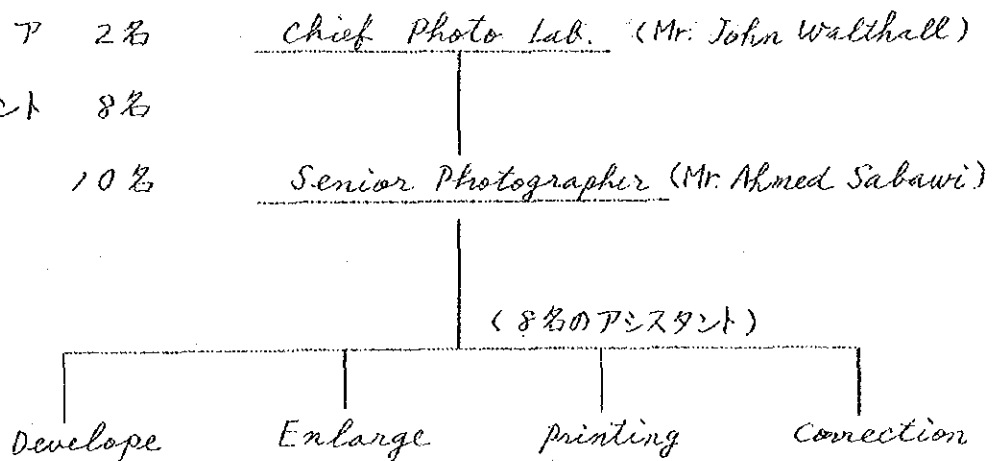 ア 2名 Chief Photo Lab. (Mr. John Walthall)
ント 8名
10名 Senior Photographer (Mr. Ahmed Sabawi)
(8名のアシスタント)
Develope Enlarge printing Correction